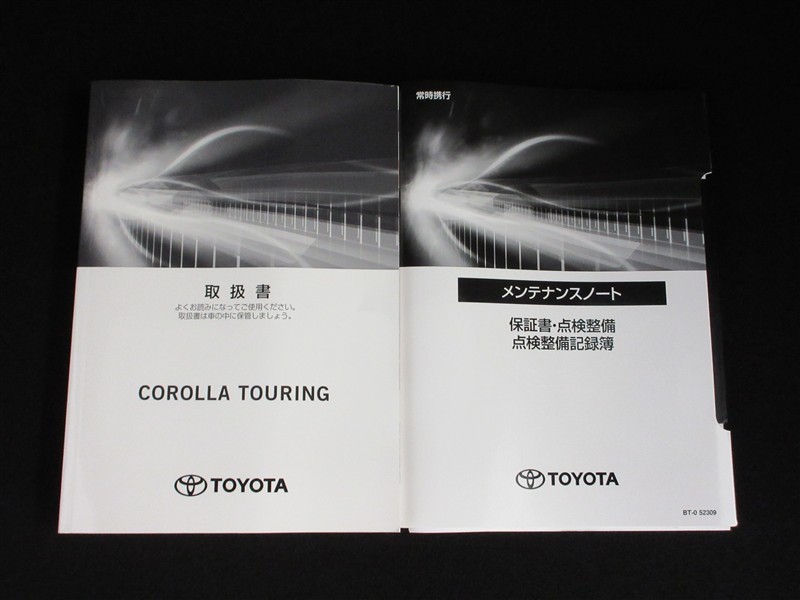 取扱書
よくお読みになってご使用ください。
取扱書は車の中に保管しましょう。
COROLLA TOURING
TOYOTA
常時携行
メンテナンスノート
保証書・点検整備
点検整備記録簿
TOYOTA
BT-0 52309